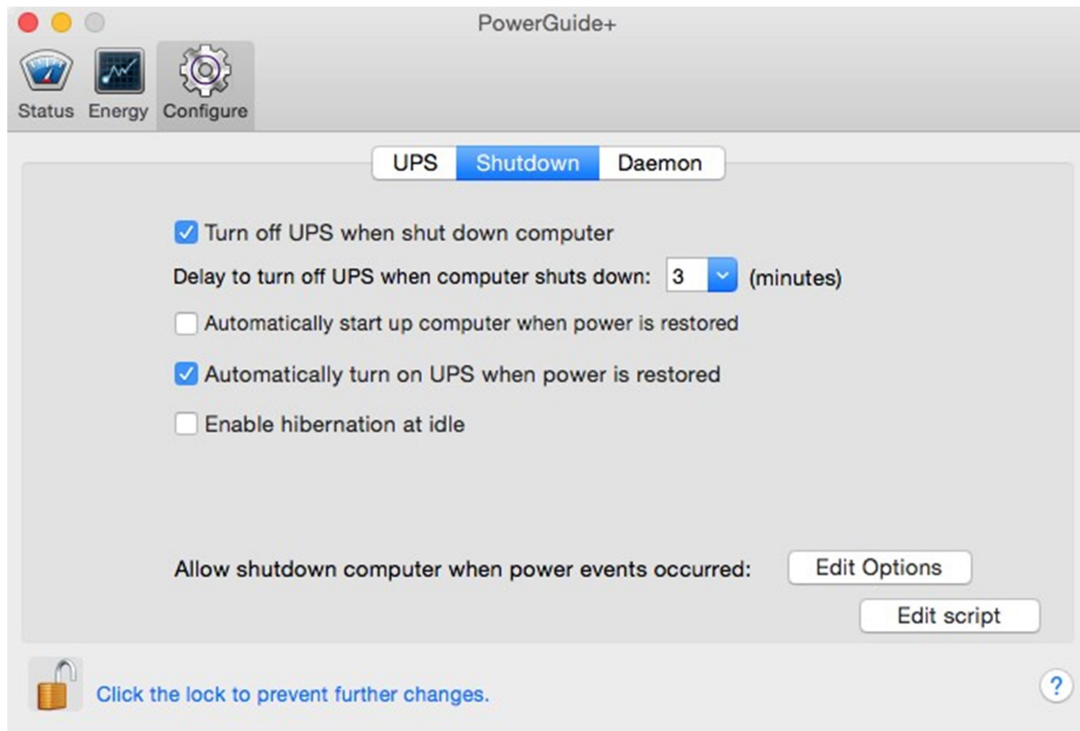 PowerGuide+
Status Energy Configure
UPS Shutdown Daemon
Turn off UPS when shut down computer
Delay to turn off UPS when computer shuts down: 3 (minutes)
Automatically start up computer when power is restored
Automatically turn on UPS when power is restored
Enable hibernation at idle
Allow shutdown computer when power events occurred: Edit Options
Edit script
Click the lock to prevent further changes.
?